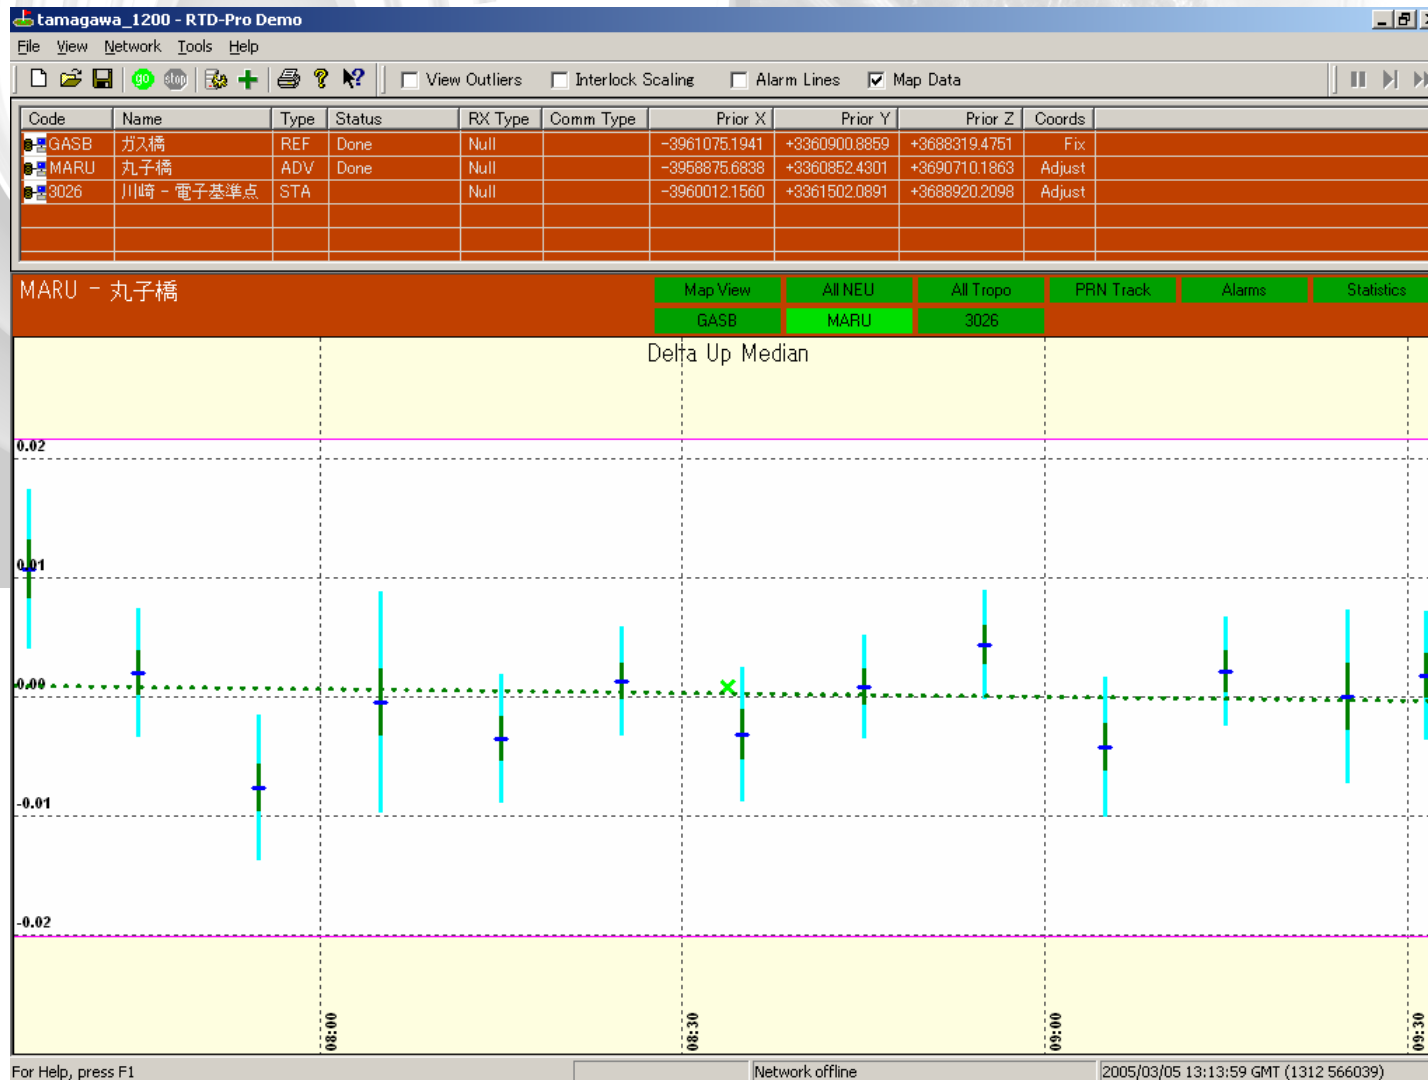 tamagawa_1200 - RTD-Pro Demo
File View Network Tools Help
go stop View Outliers Interlock Scaling Alarm Lines Map Data
Code Name Type Status RX Type Comm Type Prior X Prior Y Prior Z Coords
GASB ガス橋 REF Done Null -3961075.1941 +3360900.8859 +3688319.4751 Fix
MARU 丸子橋 ADV Done Null -3958875.6838 +3360852.4301 +3690710.1863 Adjust
3026 川崎 - 電子基準点 STA Null -3960012.1560 +3361502.0891 +3688920.2098 Adjust
MARU - 丸子橋
Map View All NEU All Tropo PRN Track Alarms Statistics
GASB MARU 3026
Delta Up Median
0.02
0.01
0.00
-0.01
-0.02
08:00 08:30 09:00 09:30
For Help, press F1 Network offline 2005/03/05 13:13:59 GMT (1312 566039)